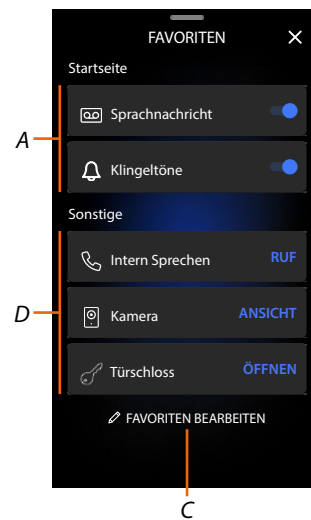 FAVORITEN
Startseite
A
Sprachnachricht
Klingeltöne
Sonstige
Intern Sprechen RUF
D
Kamera ANSICHT
Türschloss ÖFFNEN
FAVORITEN BEARBEITEN
C